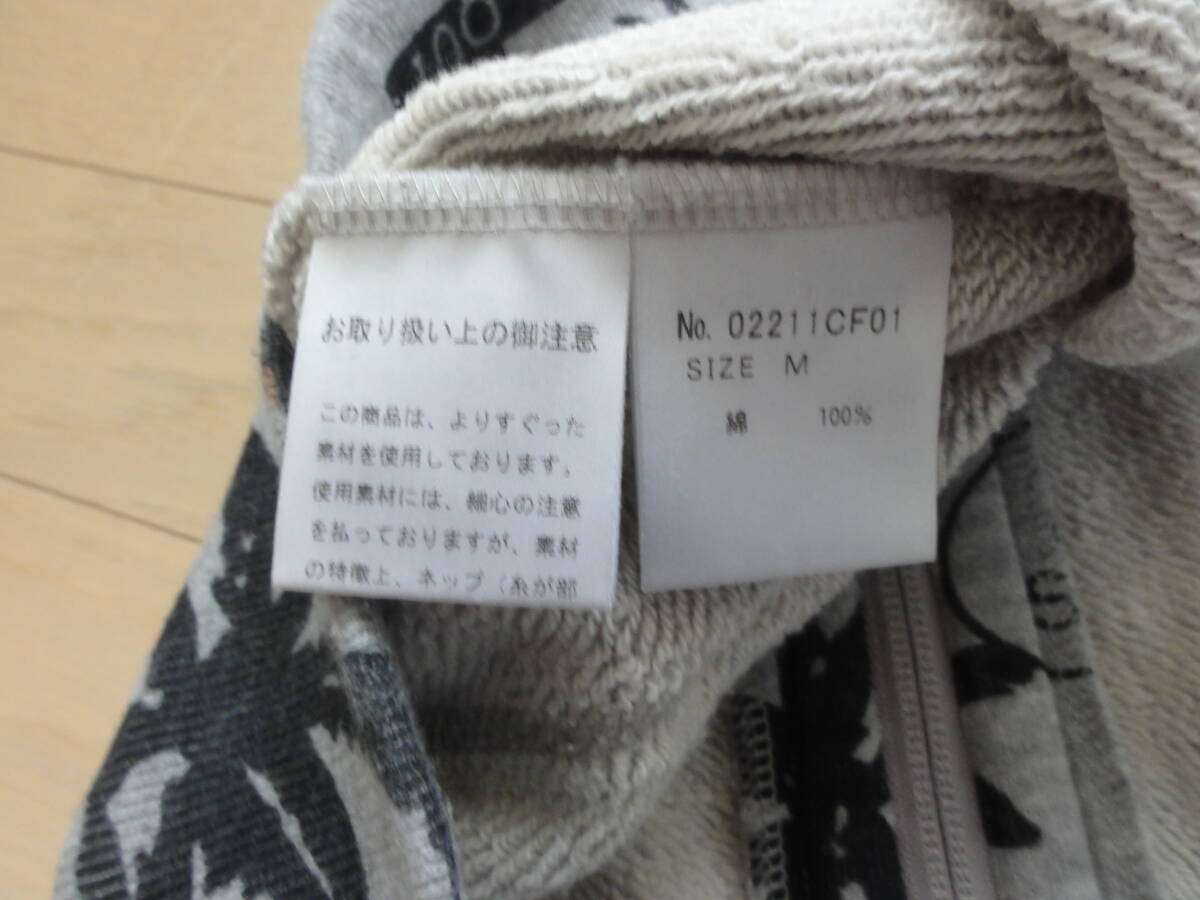 100
お取り扱い上の御注意
この商品は、よりすぐった
素材を使用しております。
使用素材には、細心の注意
を払っておりますが、素材
の特徴上、ネップ（糸が部
No. 02211CF01
SIZE M
綿 100%